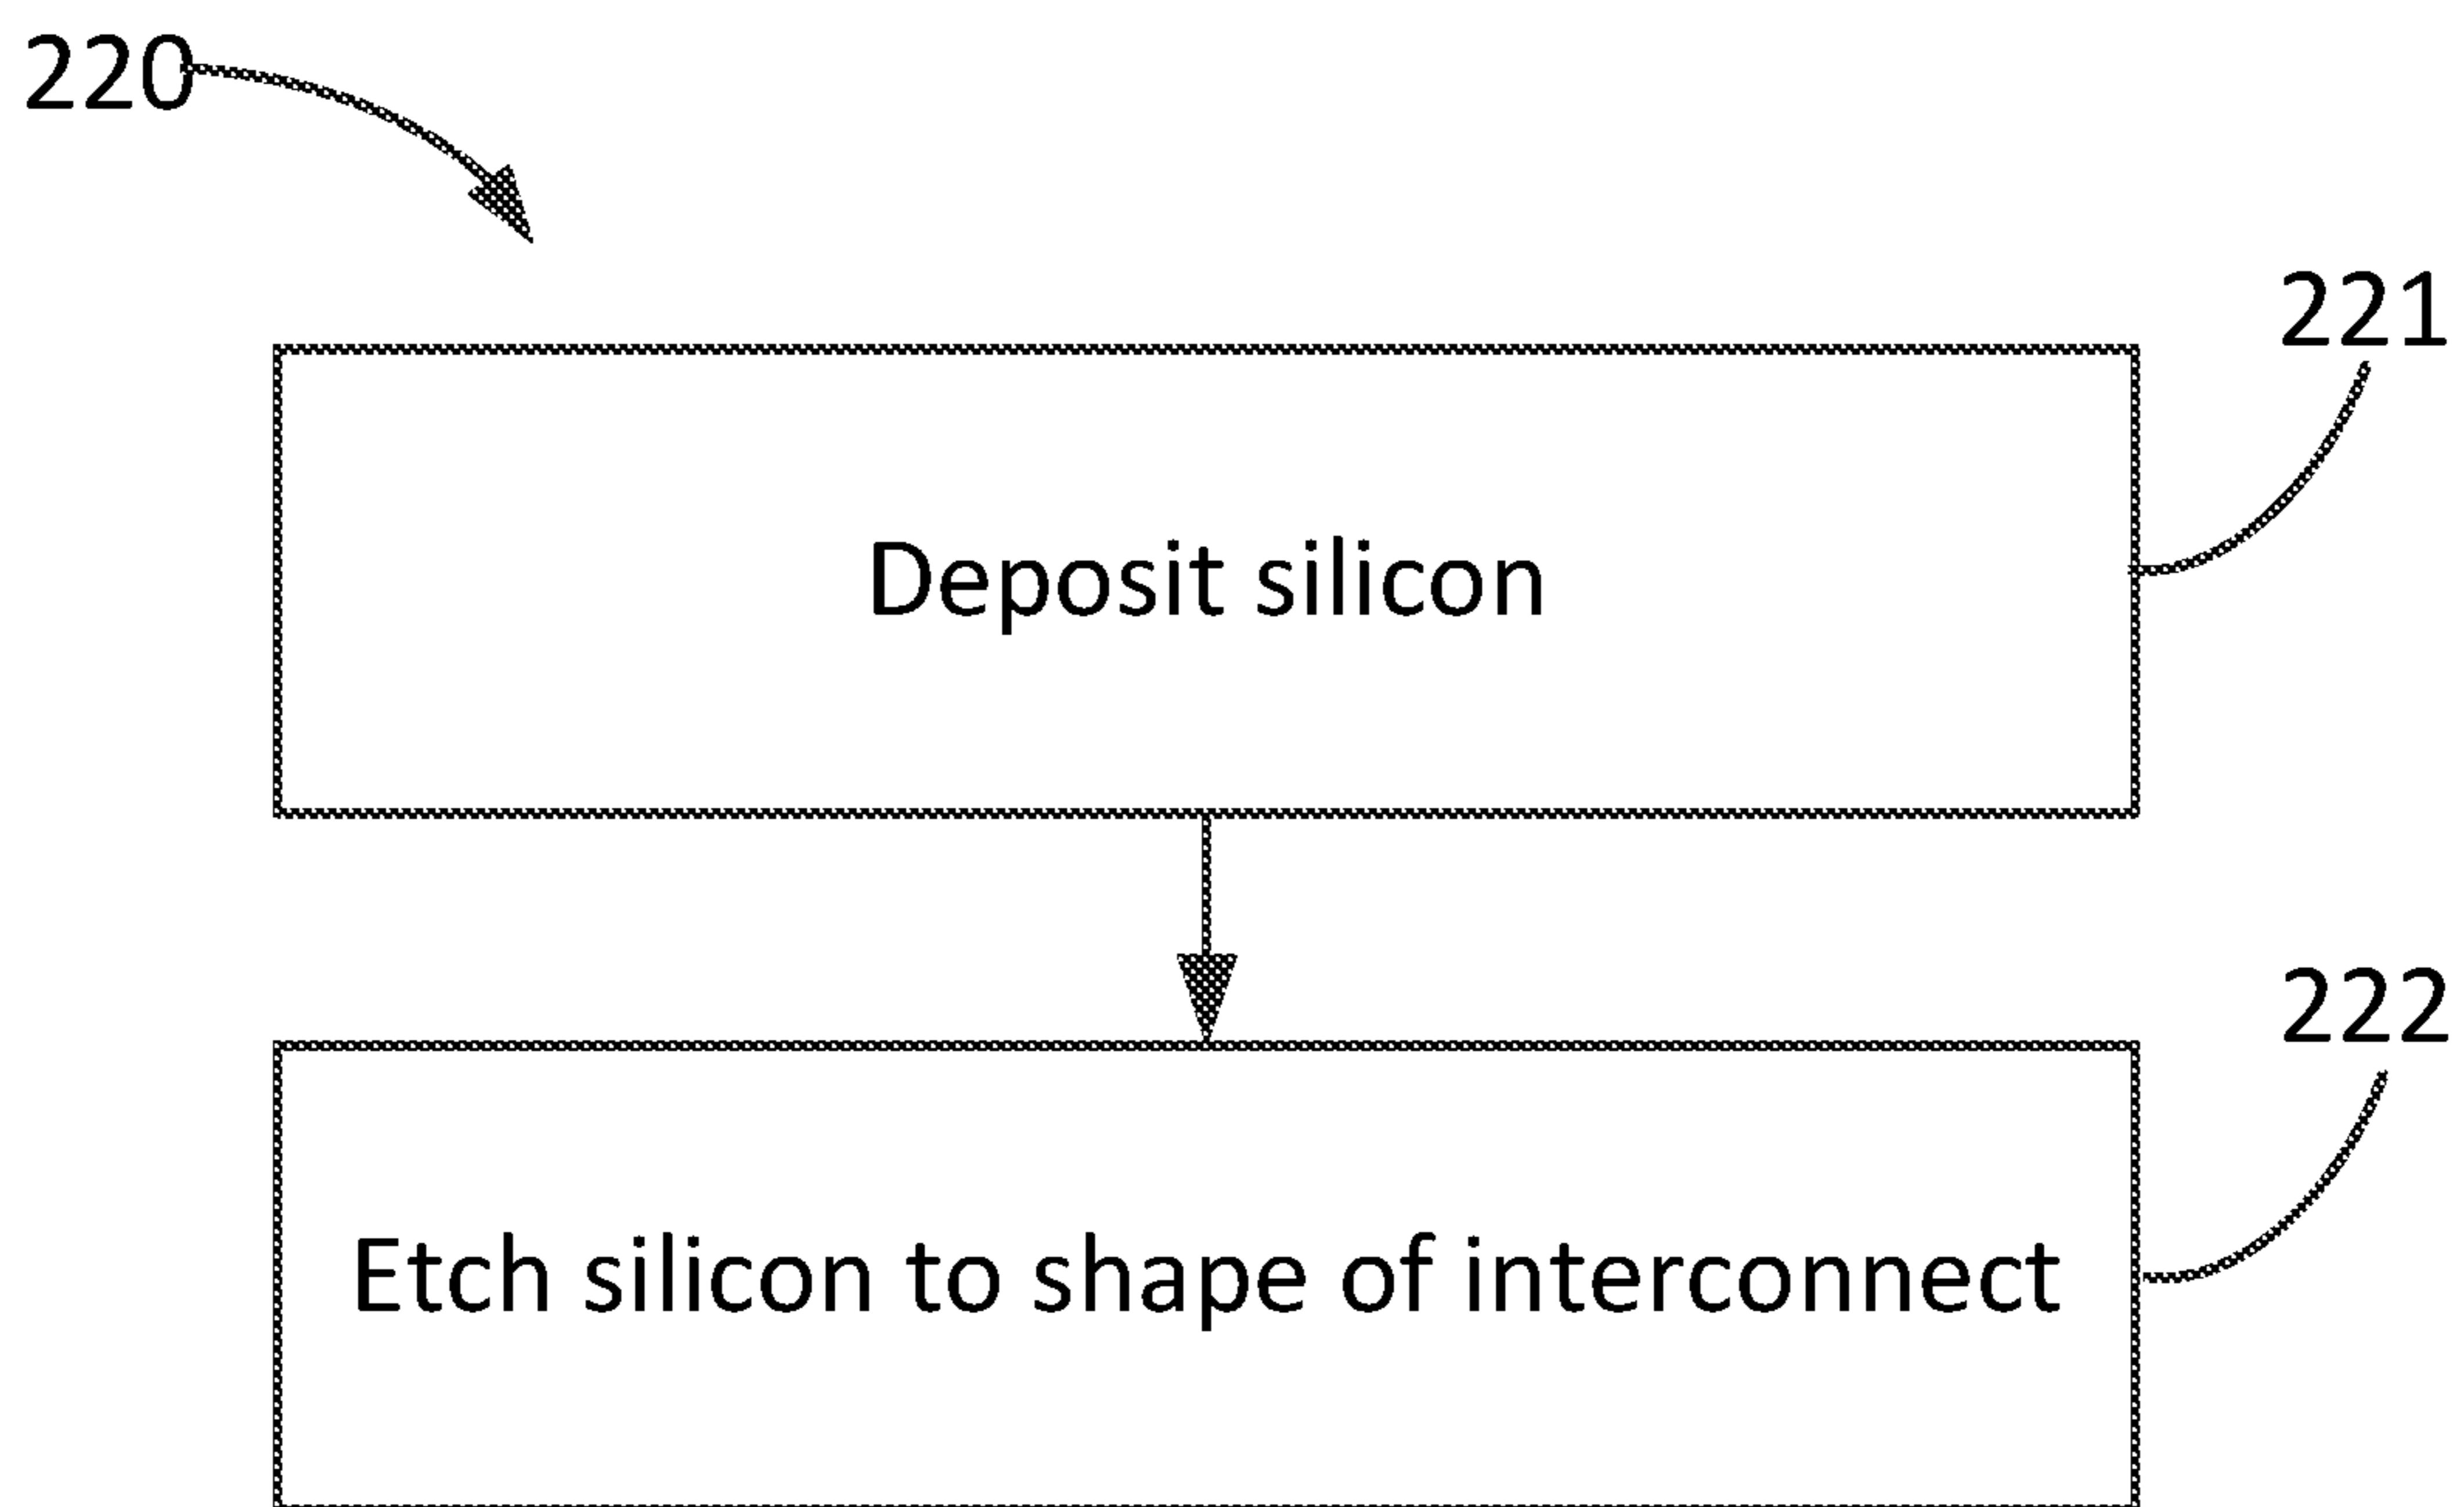 220
221
Deposit silicon
222
Etch silicon to shape of interconnect